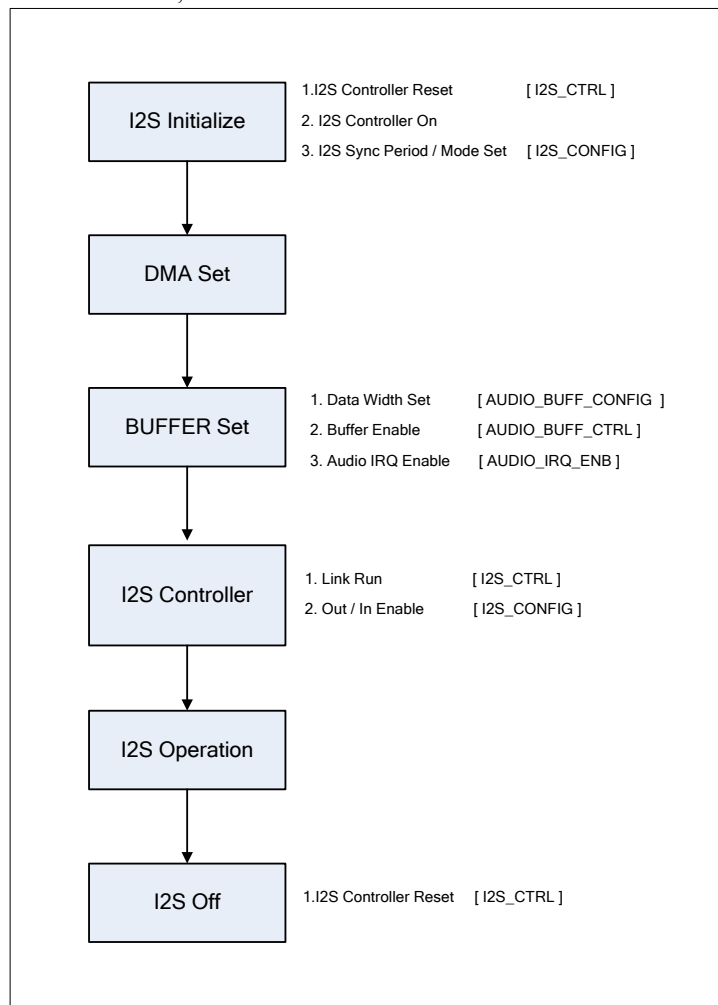 I2S Initialize
1.I2S Controller Reset [ I2S_CTRL ]
2. I2S Controller On
3. I2S Sync Period / Mode Set [ I2S_CONFIG ]
DMA Set
BUFFER Set
1. Data Width Set [ AUDIO_BUFF_CONFIG ]
2. Buffer Enable [ AUDIO_BUFF_CTRL ]
3. Audio IRQ Enable [ AUDIO_IRQ_ENB ]
I2S Controller
1. Link Run [ I2S_CTRL ]
2. Out / In Enable [ I2S_CONFIG ]
I2S Operation
I2S Off
1.I2S Controller Reset [ I2S_CTRL ]